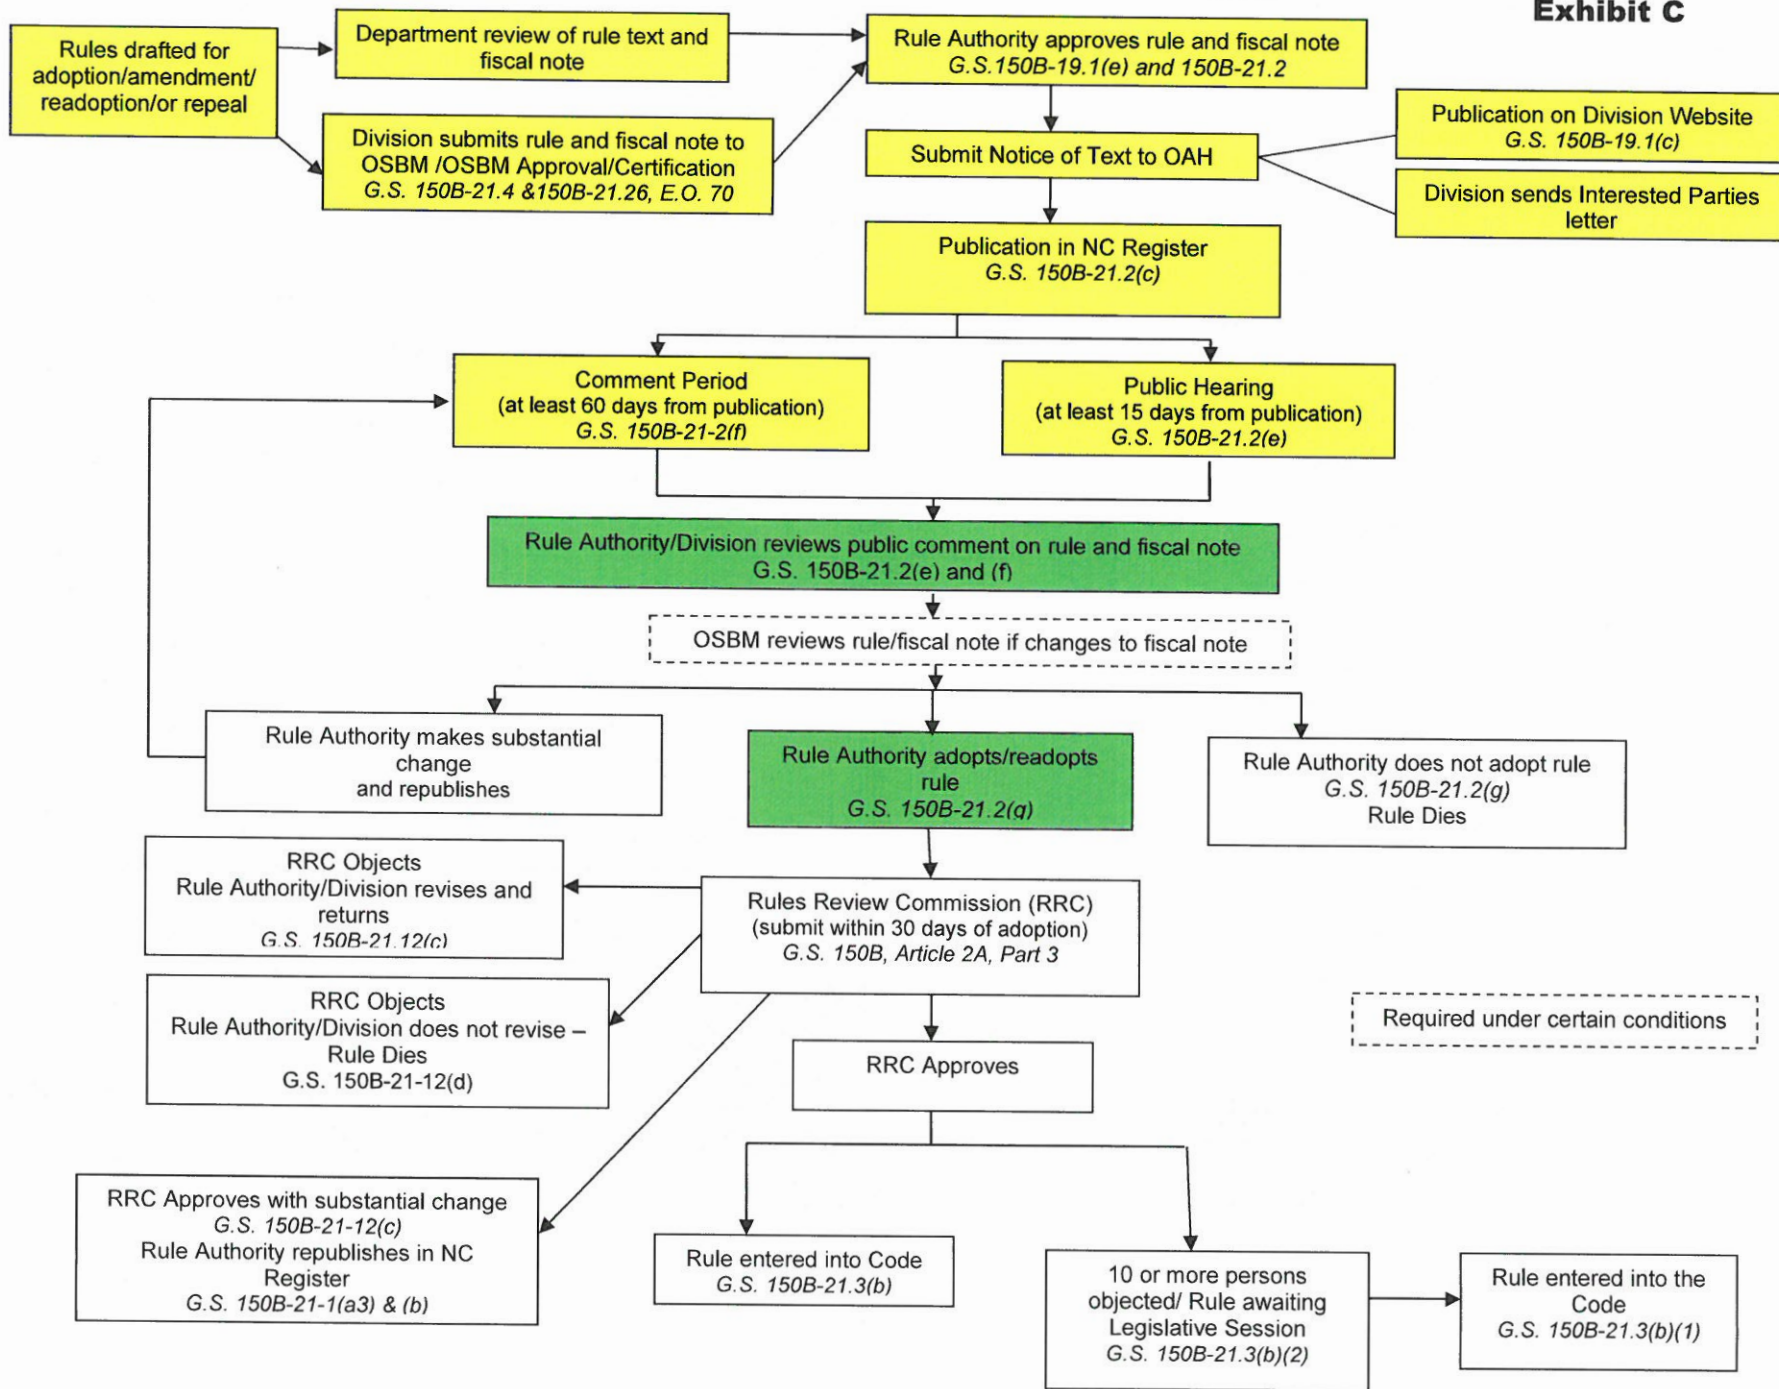 Exhibit C
Rules drafted for
adoption/amendment/
readoption/or repeal
Department review of rule text and
fiscal note
Rule Authority approves rule and fiscal note
G.S.150B-19.1(e) and 150B-21.2
Division submits rule and fiscal note to
OSBM /OSBM Approval/Certification
G.S. 150B-21.4 &150B-21.26, E.O. 70
Submit Notice of Text to OAH
Publication on Division Website
G.S. 150B-19.1(c)
Division sends Interested Parties
letter
Publication in NC Register
G.S. 150B-21.2(c)
Comment Period
(at least 60 days from publication)
G.S. 150B-21-2(f)
Public Hearing
(at least 15 days from publication)
G.S. 150B-21.2(e)
Rule Authority/Division reviews public comment on rule and fiscal note
G.S. 150B-21.2(e) and (f)
OSBM reviews rule/fiscal note if changes to fiscal note
Rule Authority makes substantial
change
and republishes
Rule Authority adopts/readopts
rule
G.S. 150B-21.2(g)
Rule Authority does not adopt rule
G.S. 150B-21.2(g)
Rule Dies
RRC Objects
Rule Authority/Division revises and
returns
G.S. 150B-21.12(c)
Rules Review Commission (RRC)
(submit within 30 days of adoption)
G.S. 150B, Article 2A, Part 3
RRC Objects
Rule Authority/Division does not revise –
Rule Dies
G.S. 150B-21-12(d)
Required under certain conditions
RRC Approves
RRC Approves with substantial change
G.S. 150B-21-12(c)
Rule Authority republishes in NC
Register
G.S. 150B-21-1(a3) & (b)
Rule entered into Code
G.S. 150B-21.3(b)
10 or more persons
objected/ Rule awaiting
Legislative Session
G.S. 150B-21.3(b)(2)
Rule entered into the
Code
G.S. 150B-21.3(b)(1)